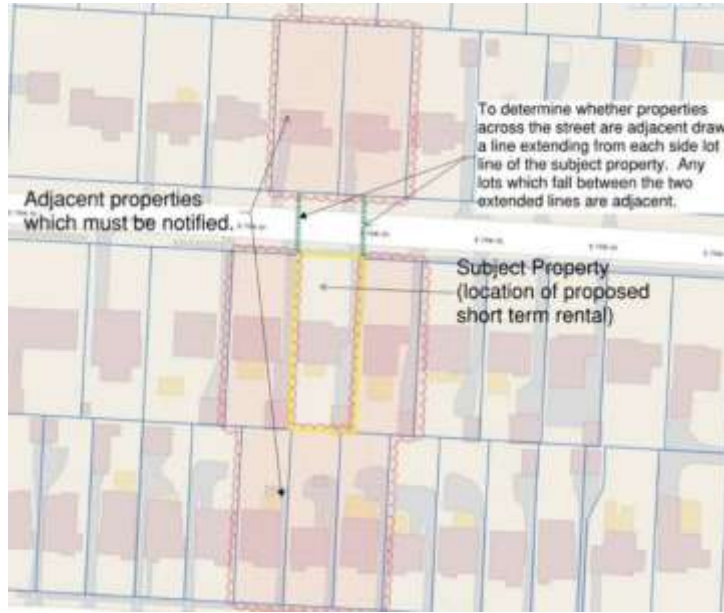 To determine whether properties
across the street are adjacent draw
a line extending from each side lot
line of the subject property. Any
lots which fall between the two
extended lines are adjacent.
Adjacent properties
which must be notified.
Subject Property
(location of proposed
short term rental)